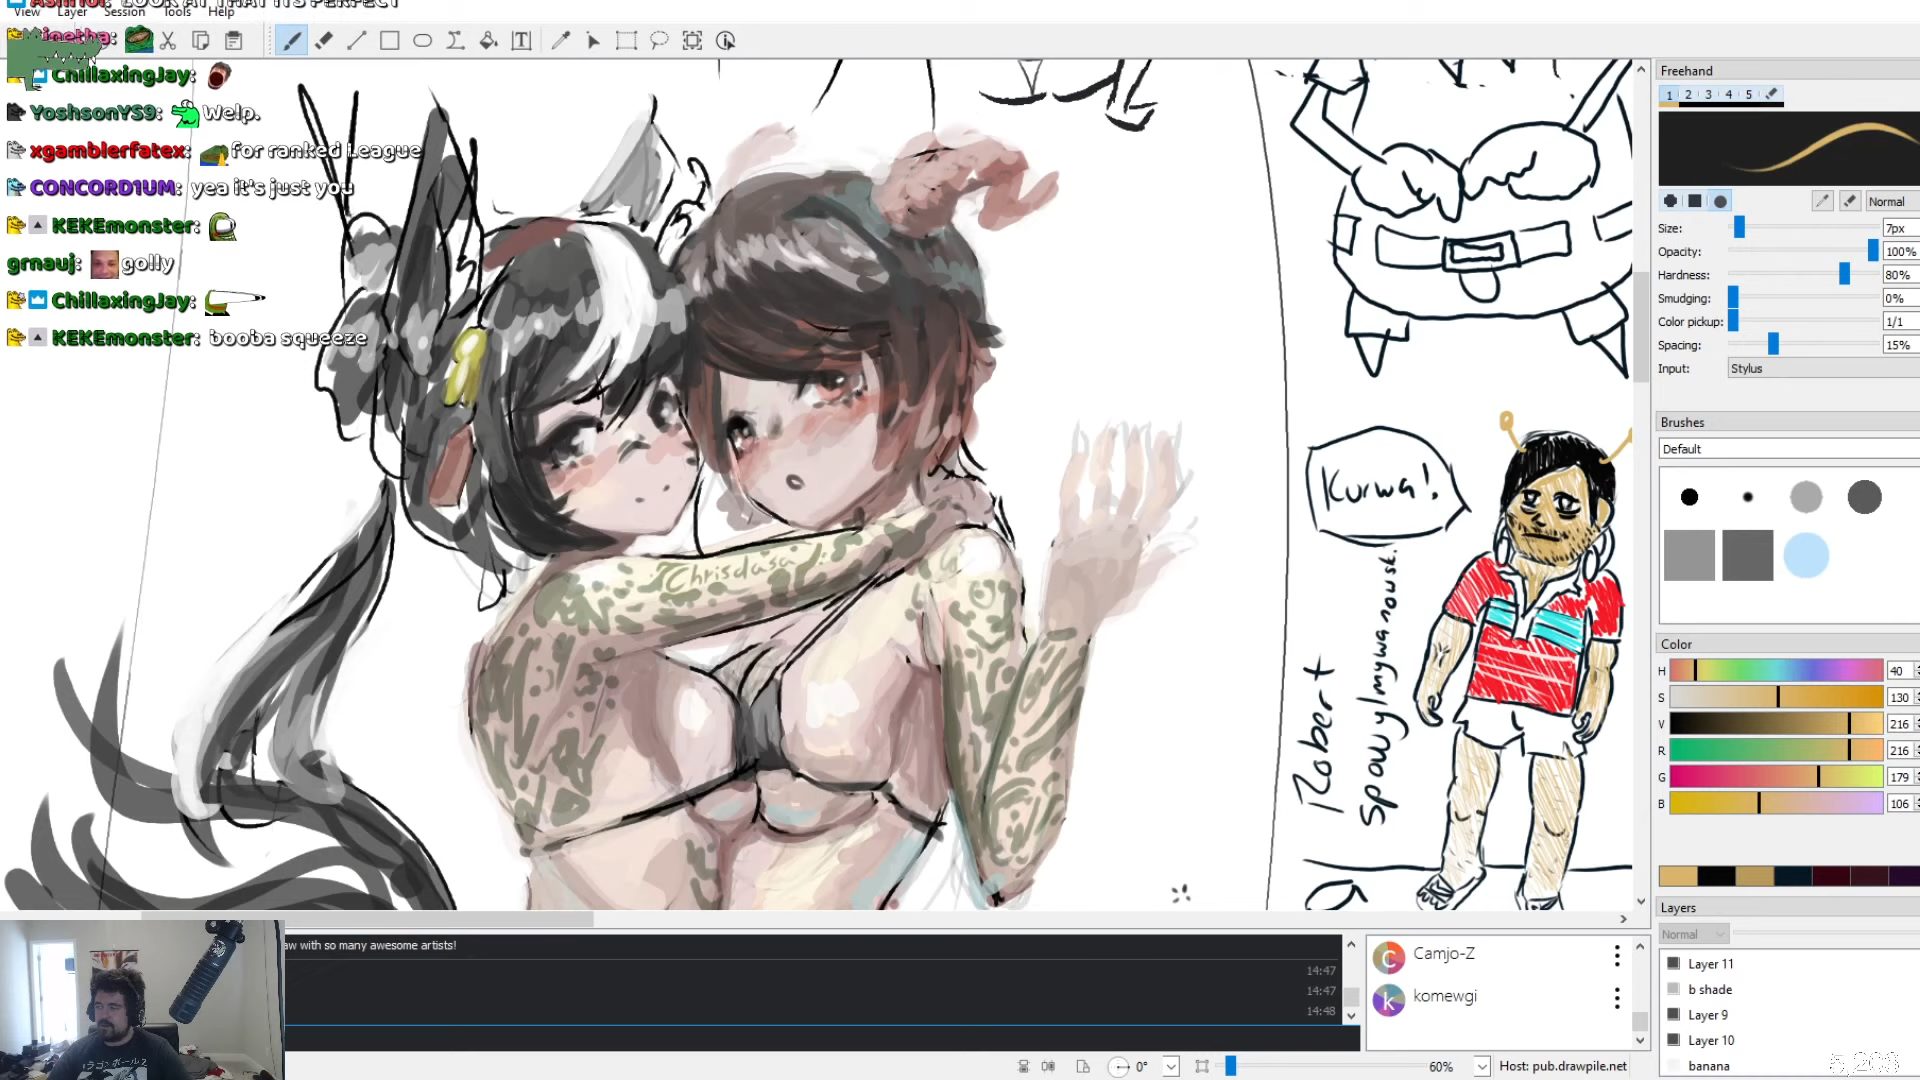 View Layer Session Tools Help
ChillaxingJay:
YoshsonYS9: Welp.
xgamblerfatex: for ranked League
CONCORD1UM: yea it's just you
KEKEmonster:
grnauj: golly
ChillaxingJay:
KEKEmonster: booba squeeze
Chrisdasa
Kurwa!
Robert
Freehand
1 2 3 4 5
Normal
Size: 7px
Opacity: 100%
Hardness: 80%
Smudging: 0%
Color pickup: 1/1
Spacing: 15%
Input: Stylus
Brushes
Default
Color
H 40
S 130
V 216
R 216
G 179
B 106
Layers
Normal
Layer 11
b shade
Layer 9
Layer 10
banana
aw with so many awesome artists!
14:47
14:47
14:48
C Camjo-Z
k komewgi
0°
60%
Host: pub.drawpile.net